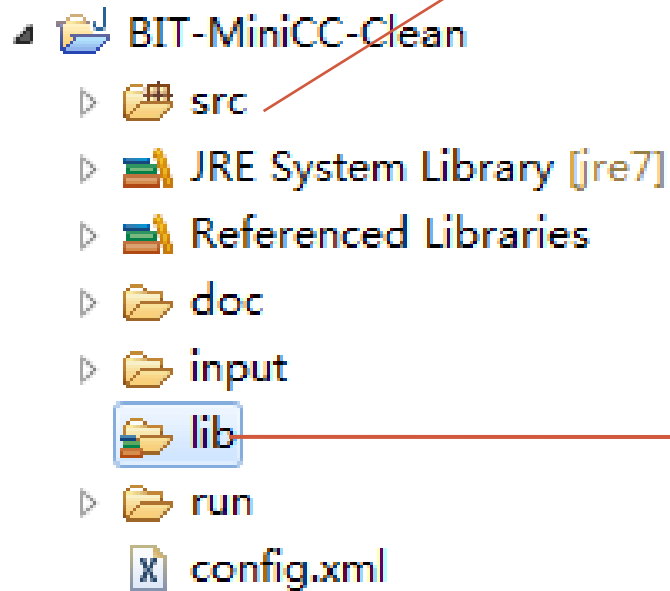 BIT-MiniCC-Clean
src
JRE System Library [jre7]
Referenced Libraries
doc
input
lib
run
config.xml